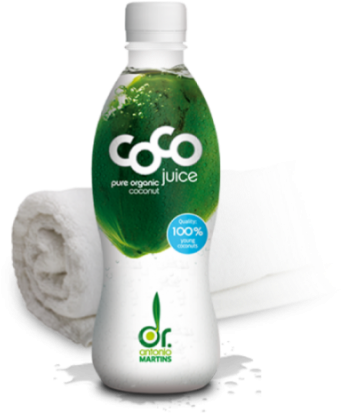 coco
juice
pure organic
coconut
Quality
100%
young
coconuts
dr.
antonio
MARTINS